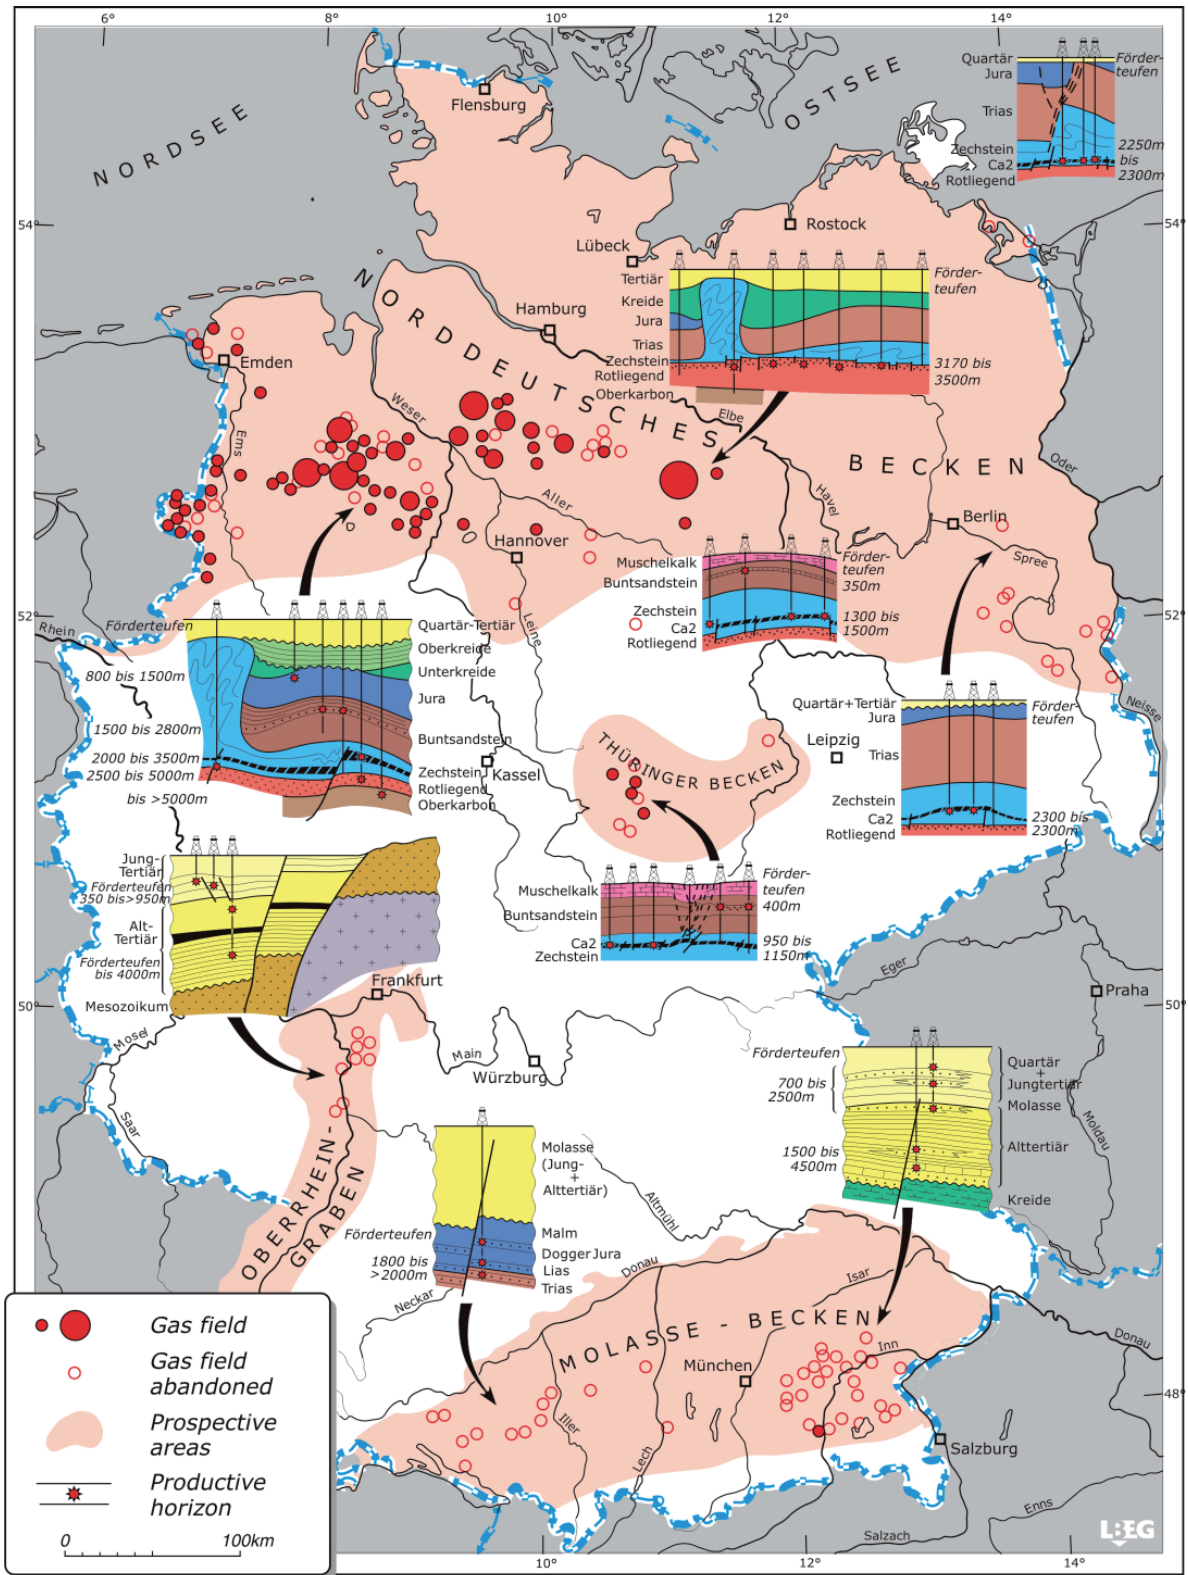 6°
8°
10°
12°
14°
NORDSEE
OSTSEE
Flensburg
Quartär
Jura
Trias
Zechstein
Ca2
Rotliegend
Förder-
teufen
2250m
bis
2300m
54°
54°
Rostock
Lübeck
Hamburg
Emden
NORDDEUTSCHES
BECKEN
Tertiär
Kreide
Jura
Trias
Zechstein
Rotliegend
Oberkarbon
Förder-
teufen
3170 bis
3500m
Elbe
Weser
Ems
Aller
Havel
Oder
Berlin
Spree
Hannover
Leine
Muschelkalk
Buntsandstein
Zechstein
Ca2
Rotliegend
Förder-
teufen
350m
1300 bis
1500m
52°
52°
Rhein
Förderteufen
800 bis 1500m
1500 bis 2800m
2000 bis 3500m
2500 bis 5000m
bis >5000m
Quartär-Tertiär
Oberkreide
Unterkreide
Jura
Buntsandstein
Zechstein
Rotliegend
Oberkarbon
Kassel
THÜRINGER BECKEN
Leipzig
Neisse
Quartär+Tertiär
Jura
Trias
Zechstein
Ca2
Rotliegend
Förder-
teufen
2300 bis
2300m
Jung-
Tertiär
Förderteufen
350 bis>950m
Alt-
Tertiär
Förderteufen
bis 4000m
Mesozoikum
Muschelkalk
Buntsandstein
Ca2
Zechstein
Förder-
teufen
400m
950 bis
1150m
Eger
Praha
Frankfurt
50°
50°
Mosel
Main
Würzburg
Saar
Moldau
Förderteufen
700 bis
2500m
1500 bis
4500m
Quartär
+
Jungtertiär
Molasse
Alttertiär
Kreide
OBERRHEIN-
GRABEN
Molasse
(Jung-
+
Alttertiär)
Förderteufen
1800 bis
>2000m
Malm
Dogger Jura
Lias
Trias
Altmühl
Donau
Isar
Neckar
MOLASSE - BECKEN
Inn
Donau
München
48°
Iller
Lech
Salzburg
Enns
Salzach
Gas field
Gas field
abandoned
Prospective
areas
Productive
horizon
0
100km
LBEG
10°
12°
14°